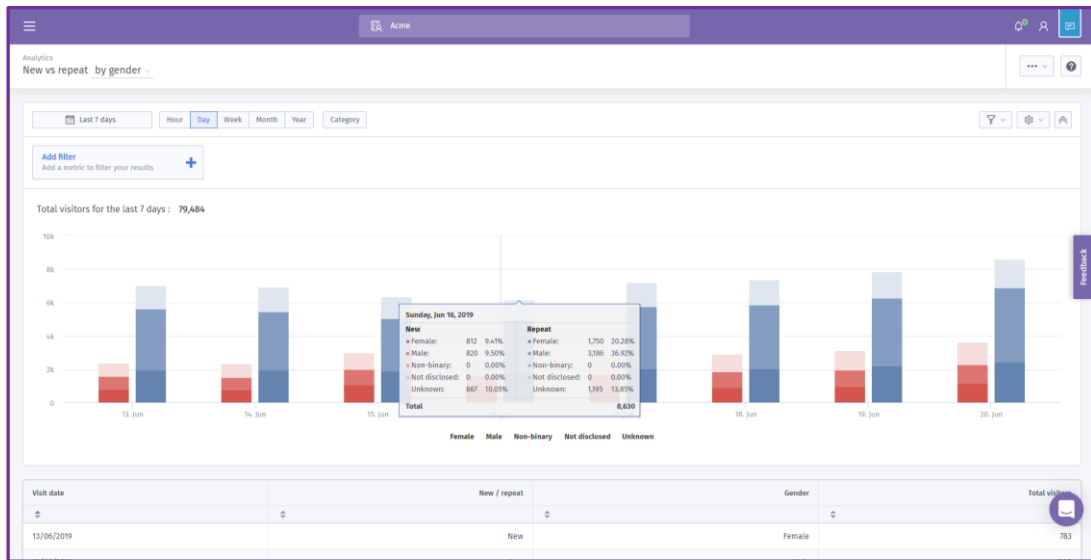 Acme
Analytics
New vs repeat by gender
Last 7 days Hour Day Week Month Year Category
Add filter
Add a metric to filter your results
Total visitors for the last 7 days : 79,484
10k
8k
6k
4k
2k
0
Sunday, Jun 16, 2019
New Repeat
Female: 812 9.41% Female: 1,750 20.28%
Male: 820 9.50% Male: 3,186 36.92%
Non-binary: 0 0.00% Non-binary: 0 0.00%
Not disclosed: 0 0.00% Not disclosed: 0 0.00%
Unknown: 867 10.05% Unknown: 1,195 13.85%
Total 8,630
13. Jun 14. Jun 15. Jun 18. Jun 19. Jun 20. Jun
Female Male Non-binary Not disclosed Unknown
Feedback
Visit date New / repeat Gender Total
13/06/2019 New Female 783